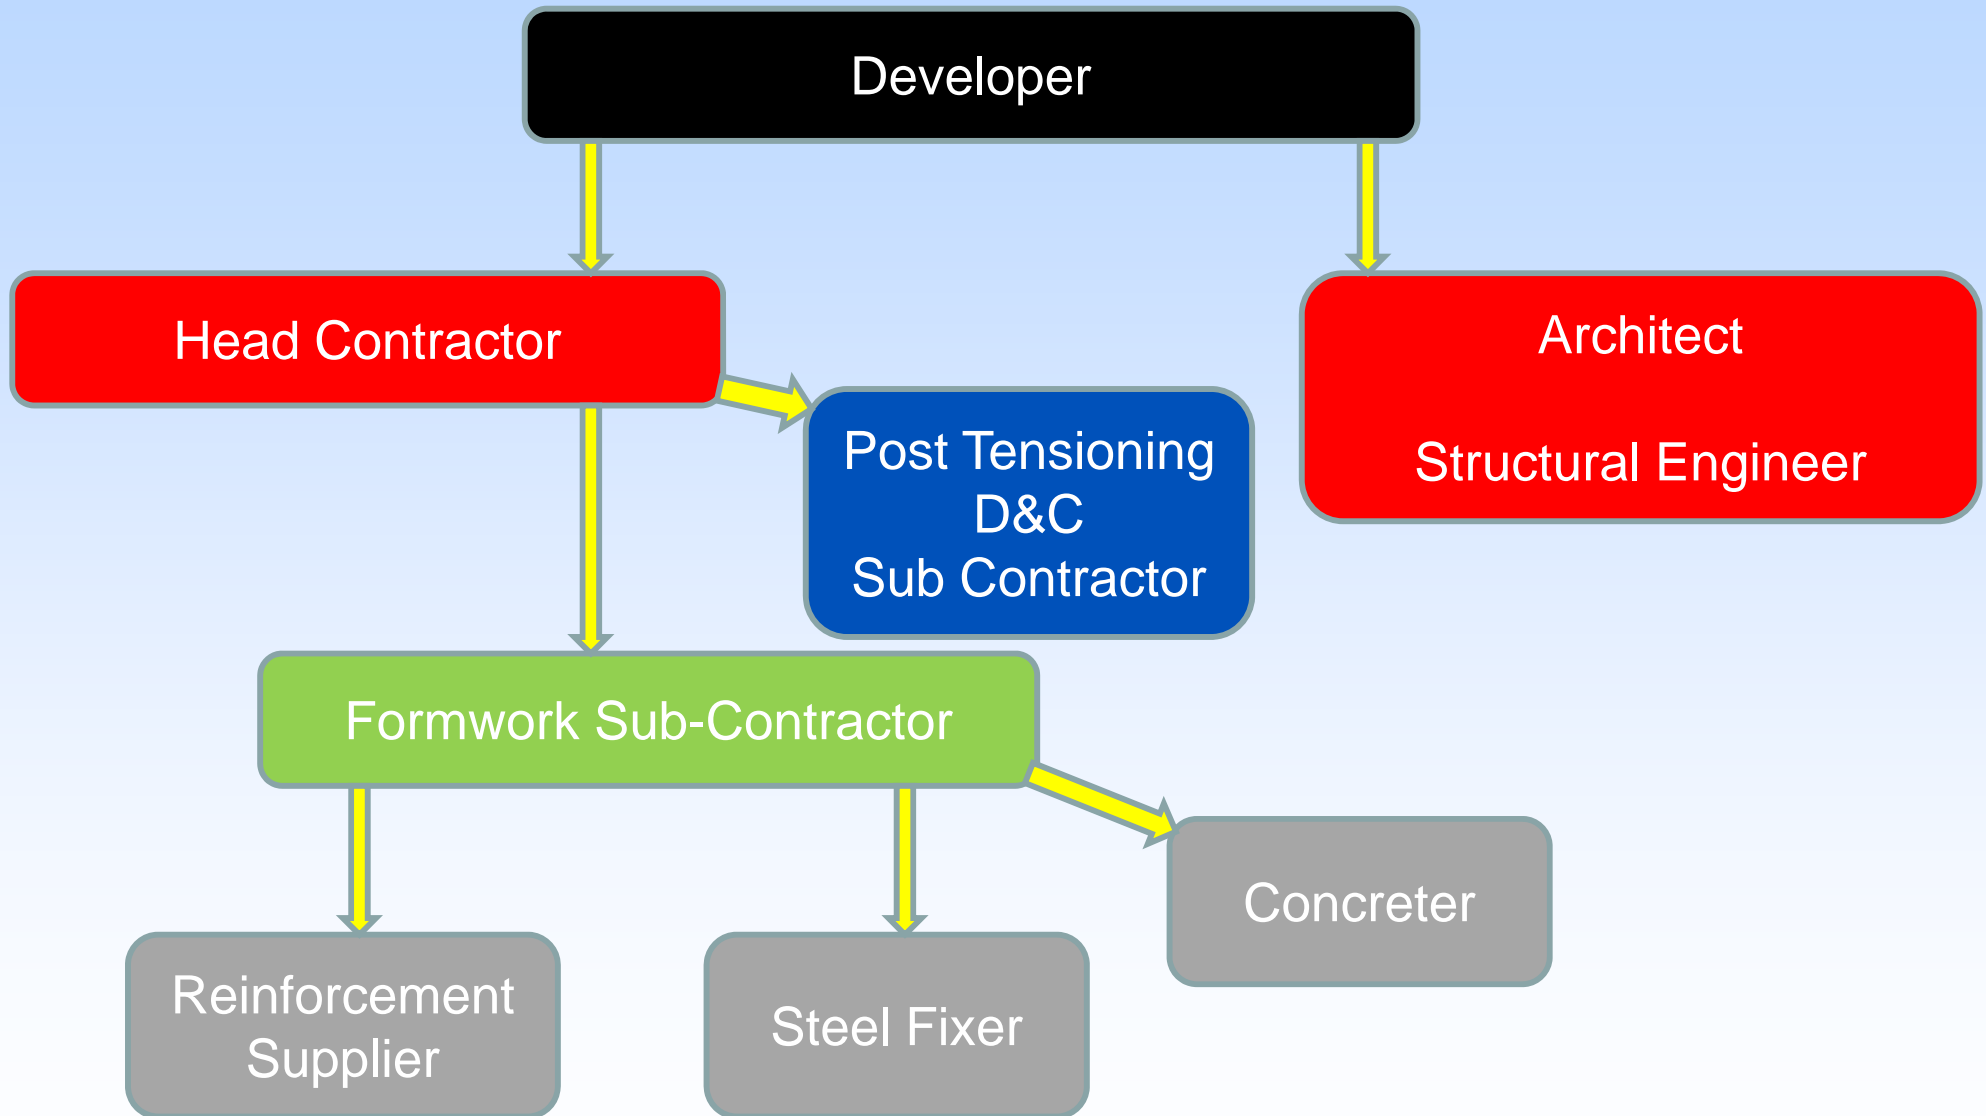 Developer
Head Contractor
Architect
Structural Engineer
Post Tensioning
D&C
Sub Contractor
Formwork Sub-Contractor
Concreter
Reinforcement
Supplier
Steel Fixer